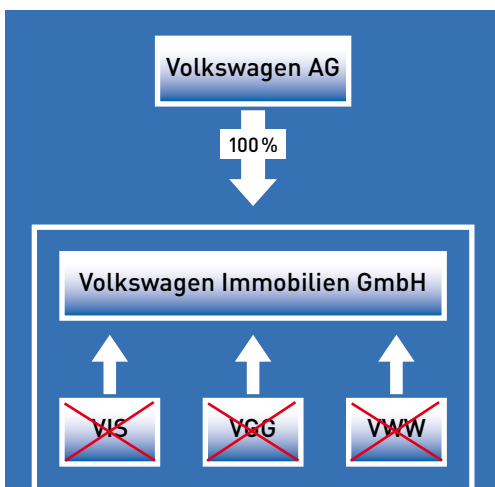 Volkswagen AG
100 %
Volkswagen Immobilien GmbH
VIS
VGG
VWW